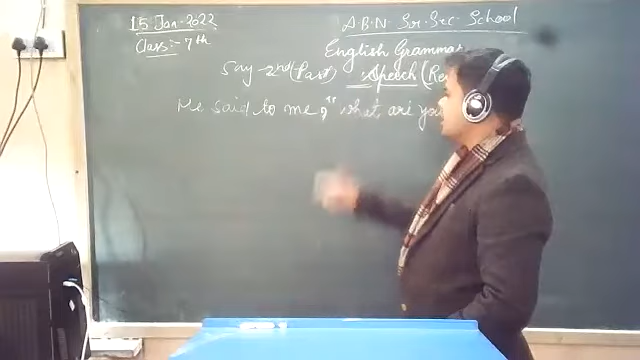 15 Jan. 2022
A.B.N. Sr. Sec. School
Class:- 7th
English Grammar
Say - 2nd (Past) :Speech (Re
He said to me, "what are you